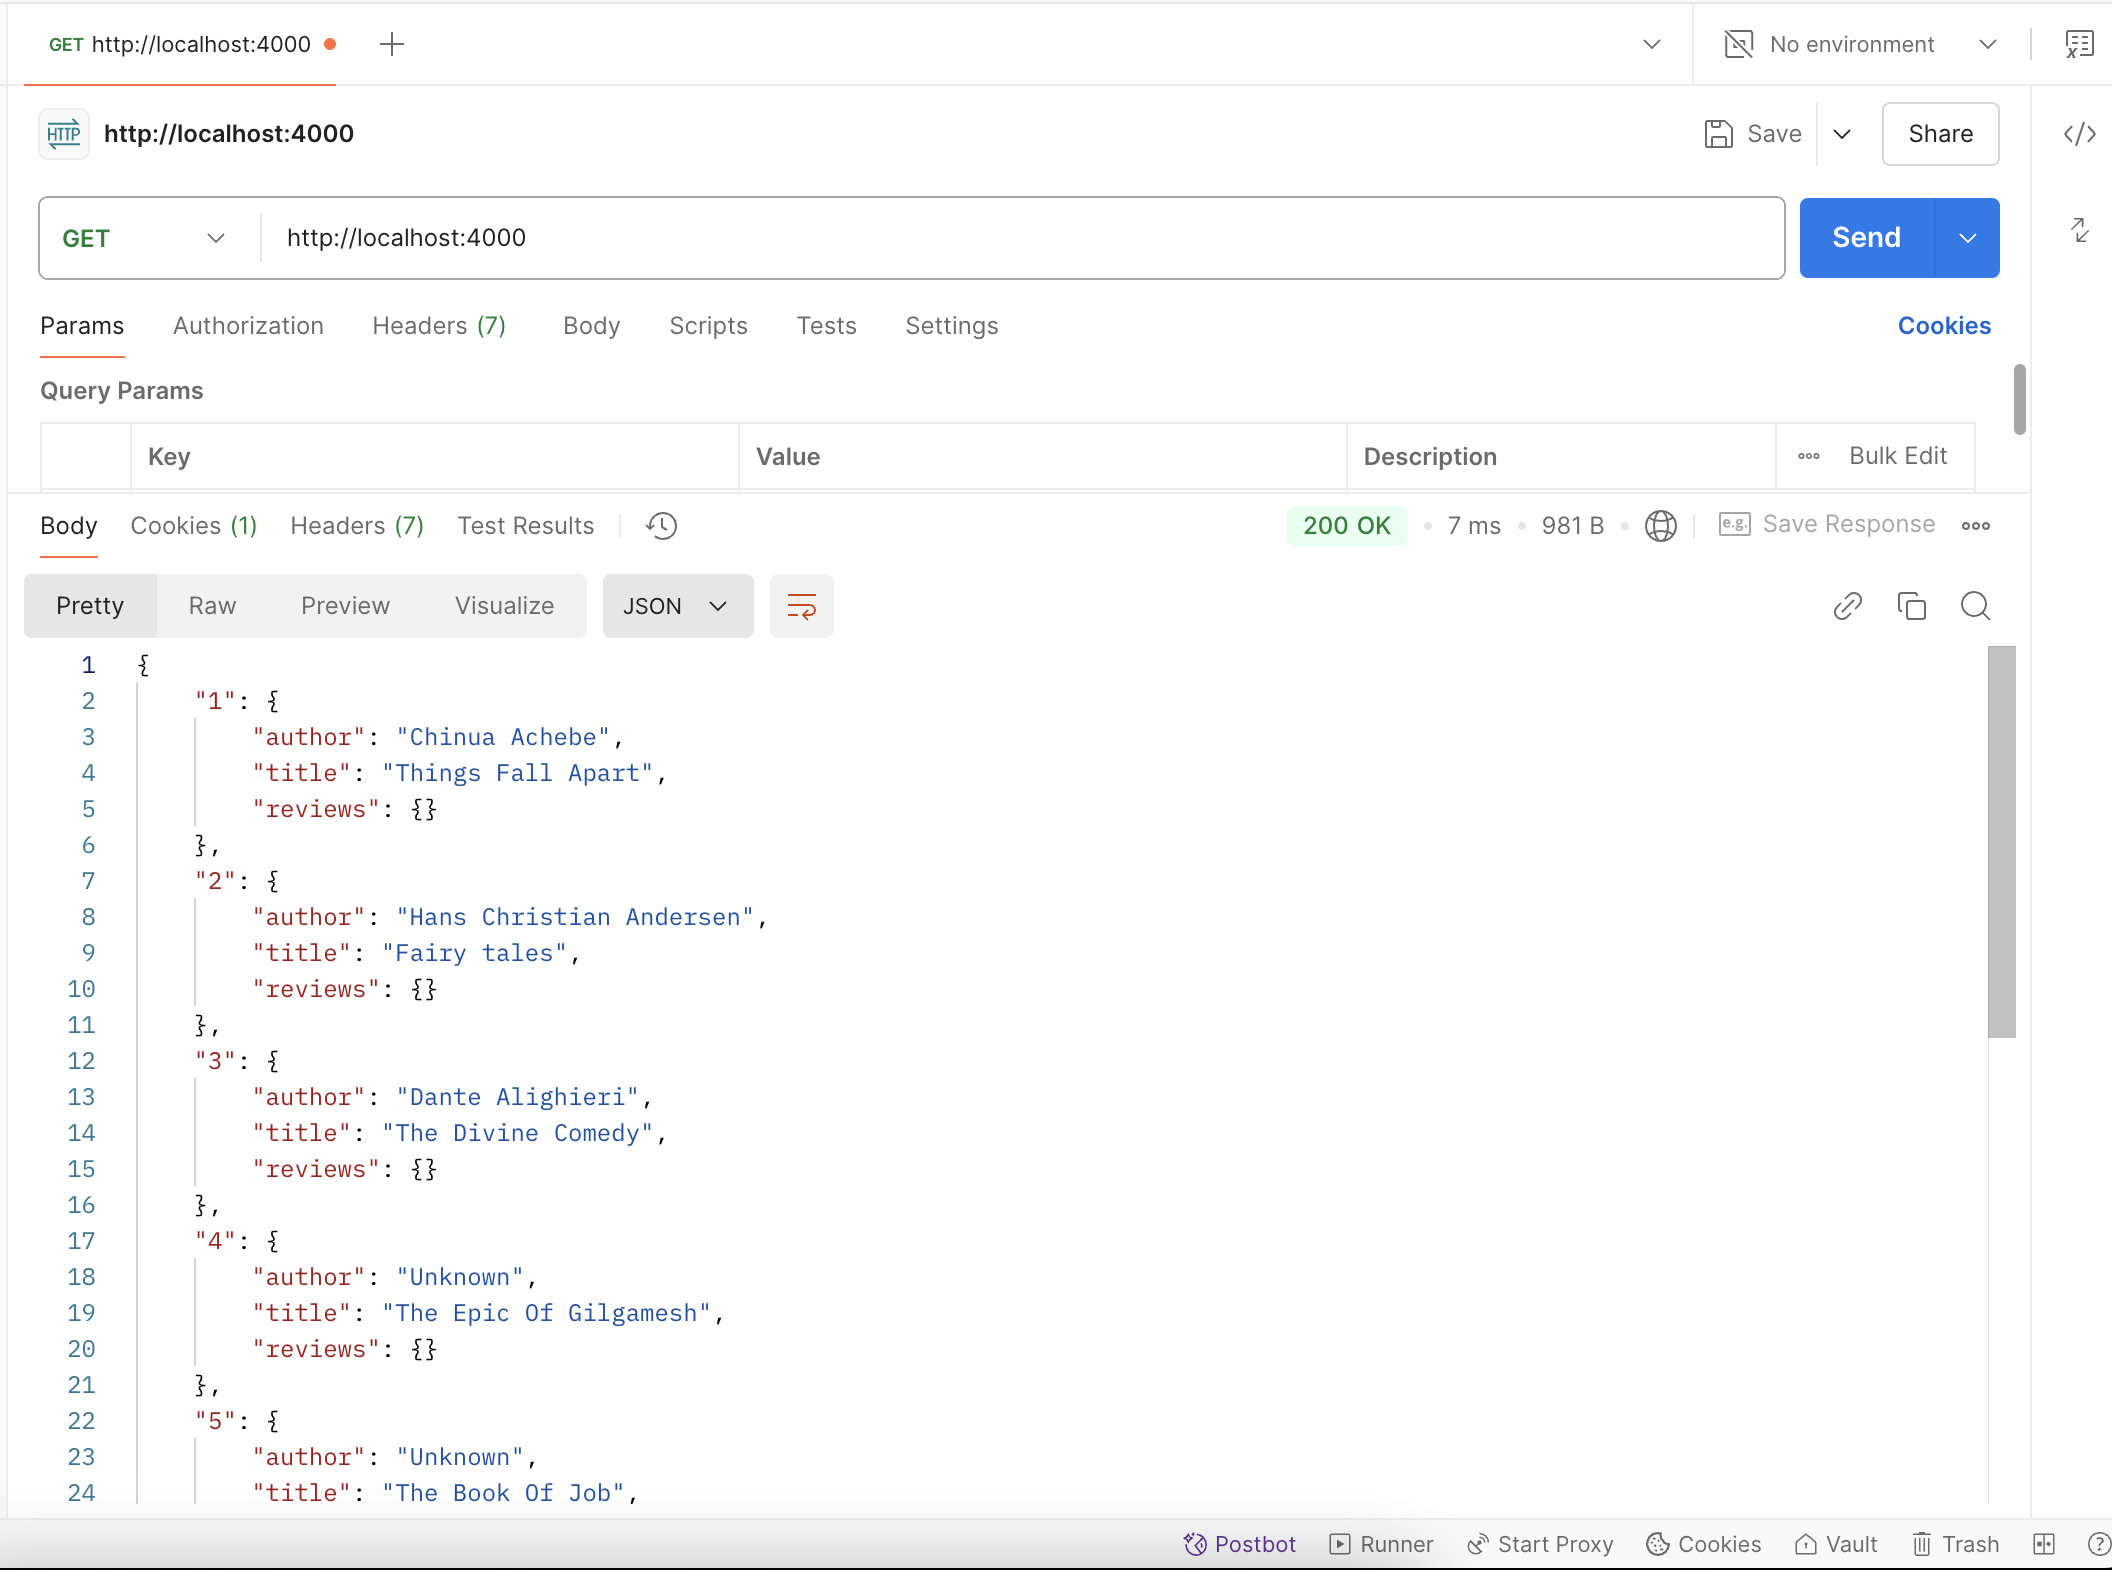 GET http://localhost:4000
No environment
HTTP http://localhost:4000
Save
Share
GET http://localhost:4000
Send
Params Authorization Headers (7) Body Scripts Tests Settings
Cookies
Query Params
Key Value Description Bulk Edit
Body Cookies (1) Headers (7) Test Results
200 OK 7 ms 981 B e.g. Save Response
Pretty Raw Preview Visualize JSON
1 {
2 "1": {
3 "author": "Chinua Achebe",
4 "title": "Things Fall Apart",
5 "reviews": {}
6 },
7 "2": {
8 "author": "Hans Christian Andersen",
9 "title": "Fairy tales",
10 "reviews": {}
11 },
12 "3": {
13 "author": "Dante Alighieri",
14 "title": "The Divine Comedy",
15 "reviews": {}
16 },
17 "4": {
18 "author": "Unknown",
19 "title": "The Epic Of Gilgamesh",
20 "reviews": {}
21 },
22 "5": {
23 "author": "Unknown",
24 "title": "The Book Of Job",
Postbot Runner Start Proxy Cookies Vault Trash